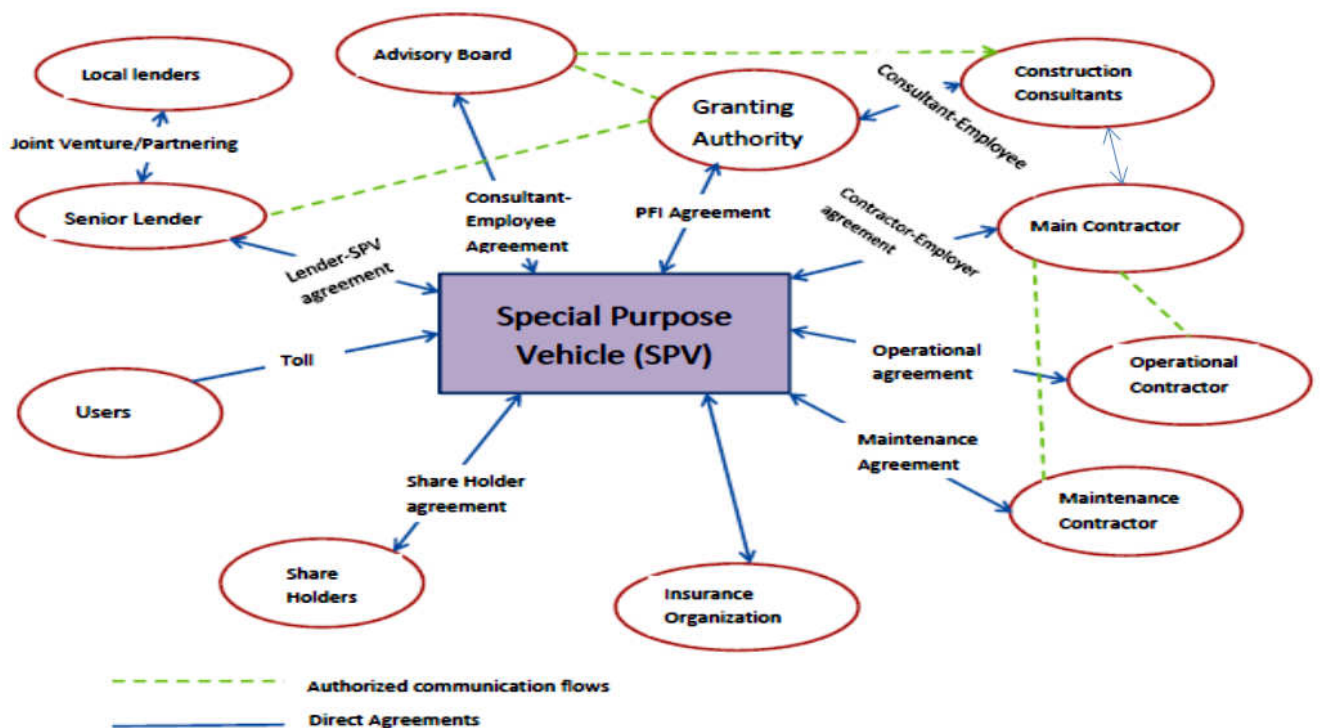 Advisory Board
Local lenders
Construction
Consultants
Consultant-Employee
Granting
Authority
Joint Venture/Partnering
Senior Lender
Consultant-
Employee
Agreement
PFI Agreement
Contractor-Employer
agreement
Main Contractor
Lender-SPV
agreement
Special Purpose
Vehicle (SPV)
Toll
Users
Operational
agreement
Operational
Contractor
Maintenance
Agreement
Share Holder
agreement
Maintenance
Contractor
Share
Holders
Insurance
Organization
Authorized communication flows
Direct Agreements